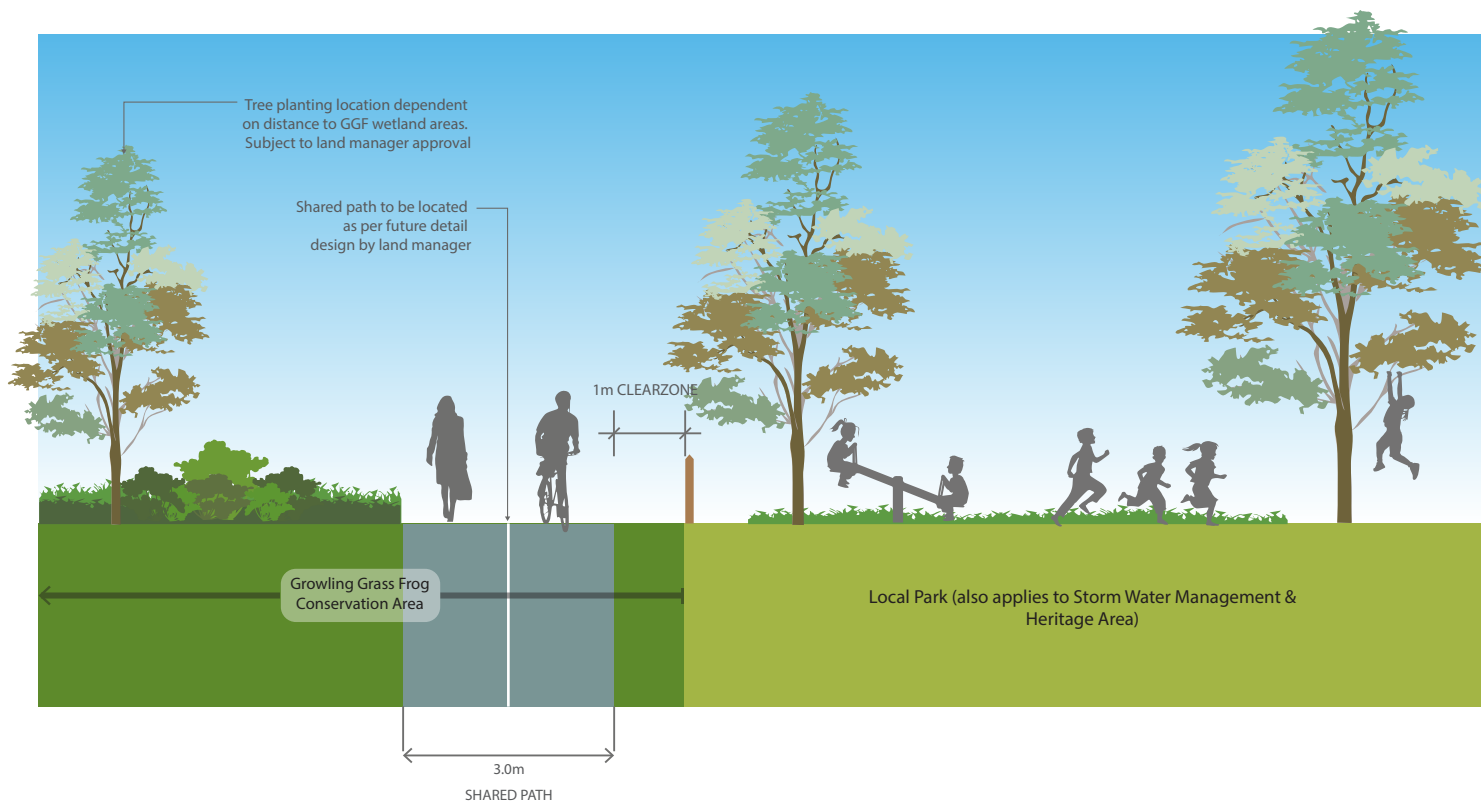 Tree planting location dependent
on distance to GGF wetland areas.
Subject to land manager approval
Shared path to be located
as per future detail
design by land manager
1m CLEARZONE
Growling Grass Frog
Conservation Area
Local Park (also applies to Storm Water Management &
Heritage Area)
3.0m
SHARED PATH